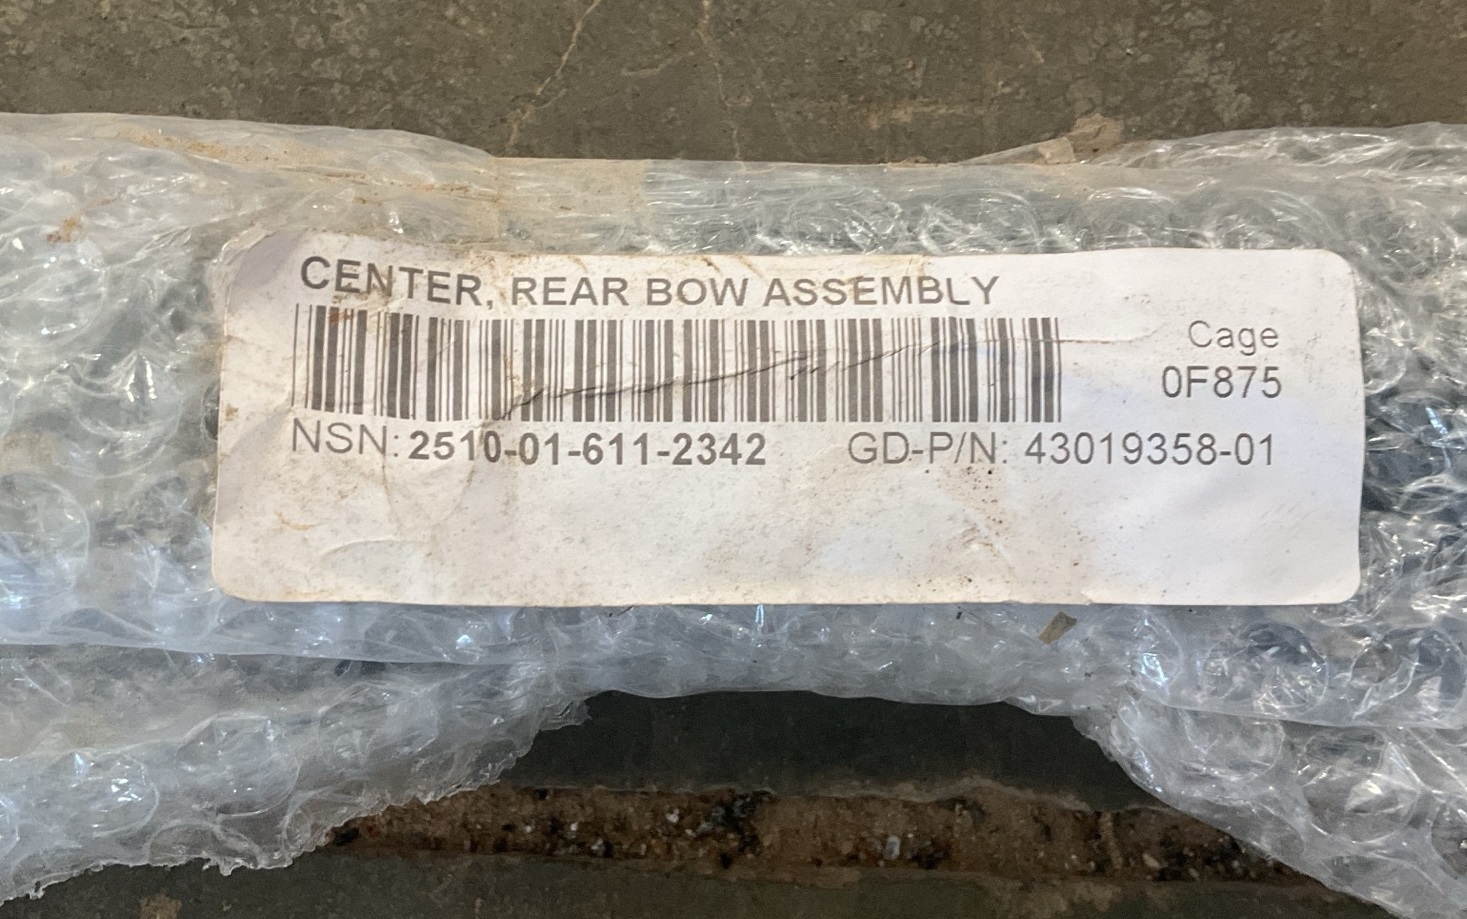 CENTER, REAR BOW ASSEMBLY
Cage
0F875
NSN: 2510-01-611-2342 GD-P/N: 43019358-01